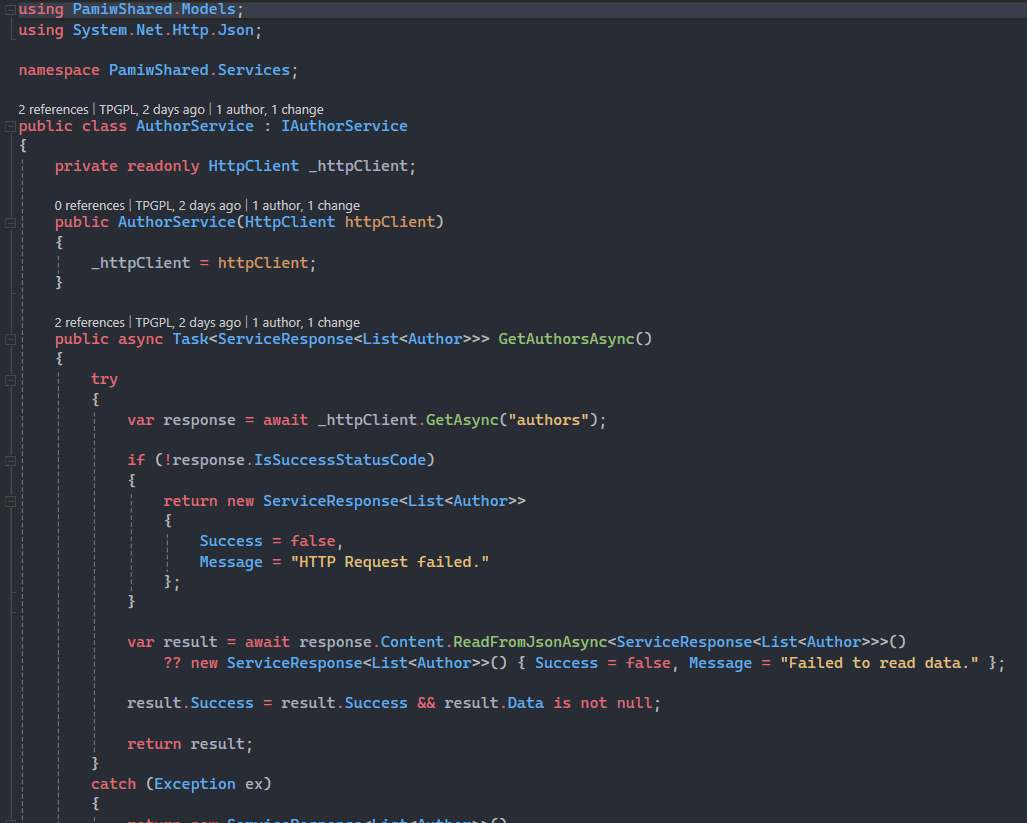 using PamiwShared.Models;
using System.Net.Http.Json;
namespace PamiwShared.Services;
2 references | TPGPL, 2 days ago | 1 author, 1 change
public class AuthorService : IAuthorService
{
private readonly HttpClient _httpClient;
0 references | TPGPL, 2 days ago | 1 author, 1 change
public AuthorService(HttpClient httpClient)
{
_httpClient = httpClient;
}
2 references | TPGPL, 2 days ago | 1 author, 1 change
public async Task<ServiceResponse<List<Author>>> GetAuthorsAsync()
{
try
{
var response = await _httpClient.GetAsync("authors");
if (!response.IsSuccessStatusCode)
{
return new ServiceResponse<List<Author>>
{
Success = false,
Message = "HTTP Request failed."
};
}
var result = await response.Content.ReadFromJsonAsync<ServiceResponse<List<Author>>>()
?? new ServiceResponse<List<Author>>() { Success = false, Message = "Failed to read data." };
result.Success = result.Success && result.Data is not null;
return result;
}
catch (Exception ex)
{
return new ServiceResponse<List<Author>>()